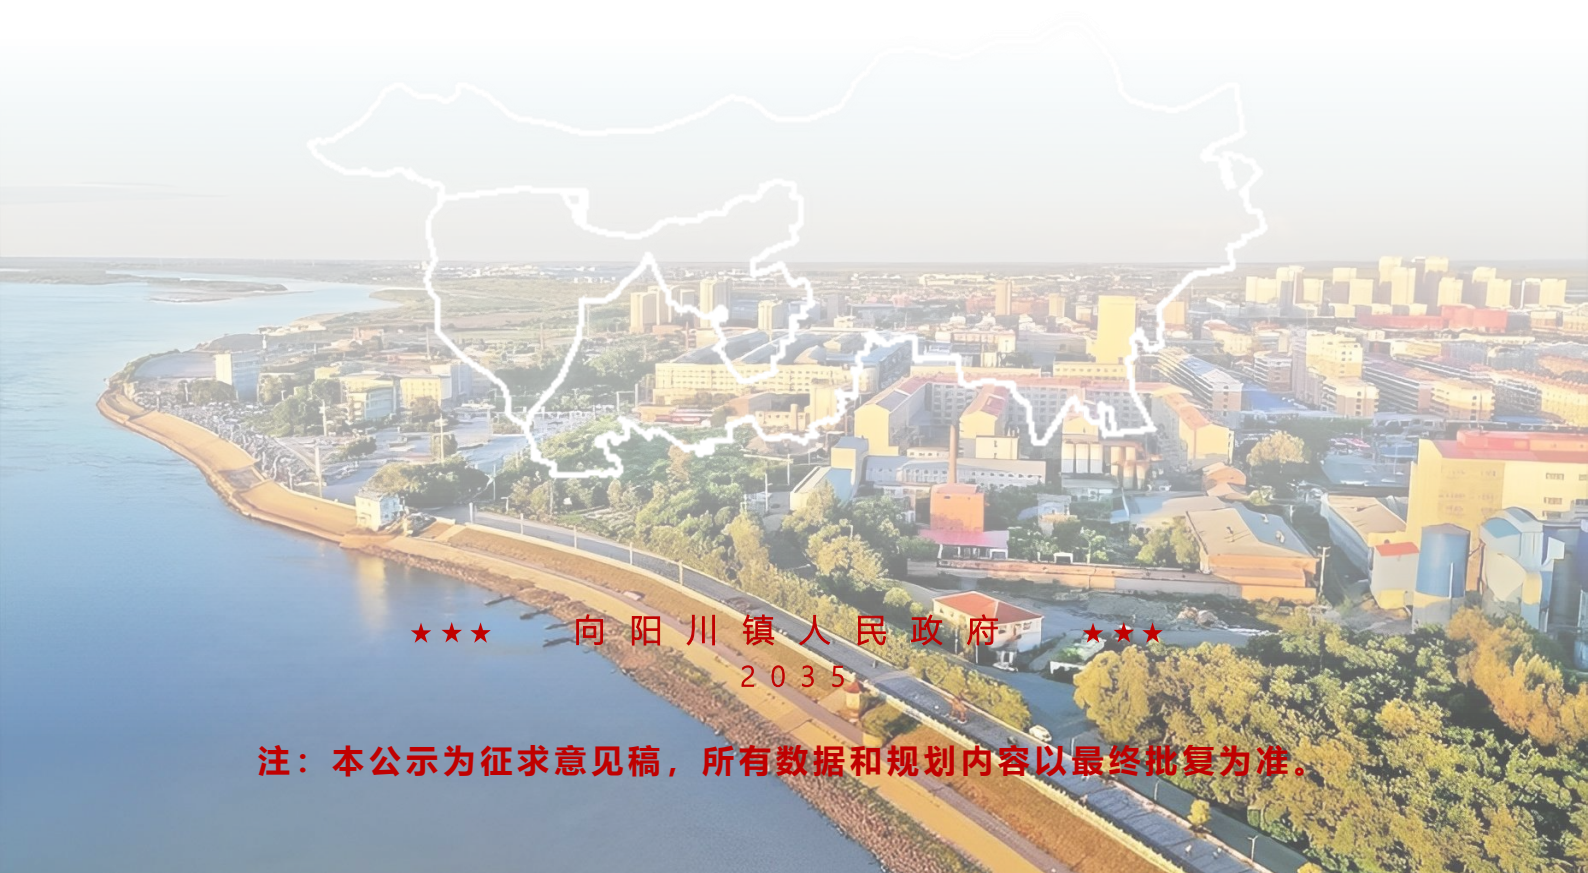 ★★★ 向阳川镇人民政府 ★★★
2035
注：本公示为征求意见稿，所有数据和规划内容以最终批复为准。